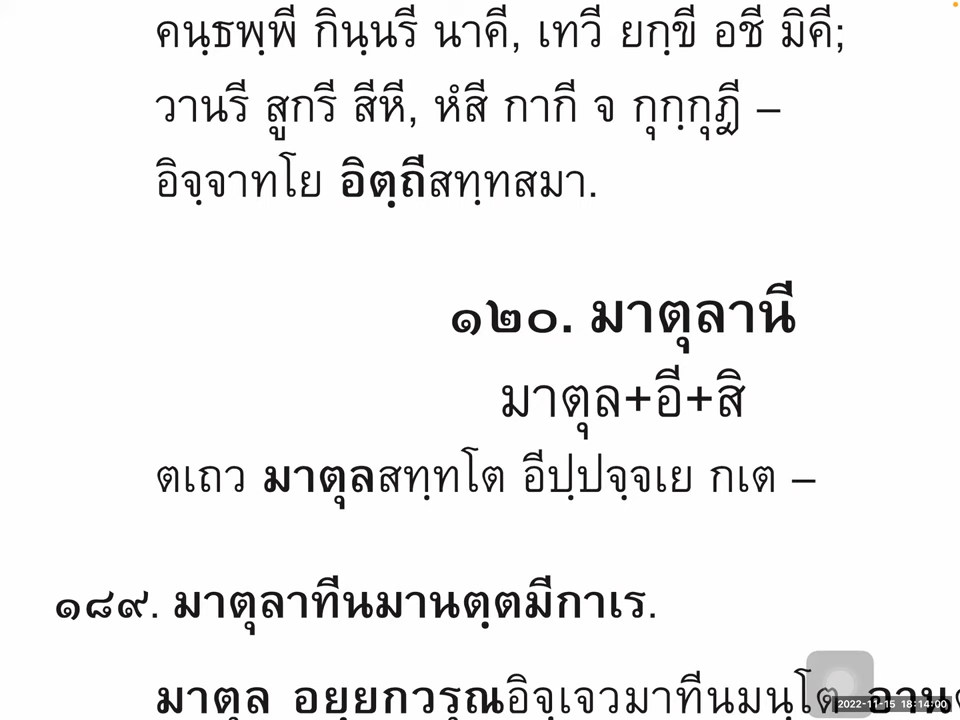 คนฺธพฺพี กินฺนรี นาคี, เทวี ยกฺขี อชี มิคี;
วานรี สูกรี สีหี, หํสี กากี จ กุกฺกุฏี –
อิจฺจาทโย อิตฺถีสทฺทสมา.
๑๒๐. มาตุลานี
มาตุล+อี+สิ
ตเถว มาตุลสทฺทโต อีปฺปจฺจเย กเต –
๑๘๙. มาตุลาทีนมานตฺตมีกาเร.
มาตุล อยฺยกวรุณอิจฺเจวมาทีนมนฺโต อาน
2022-11-15 18:14:00